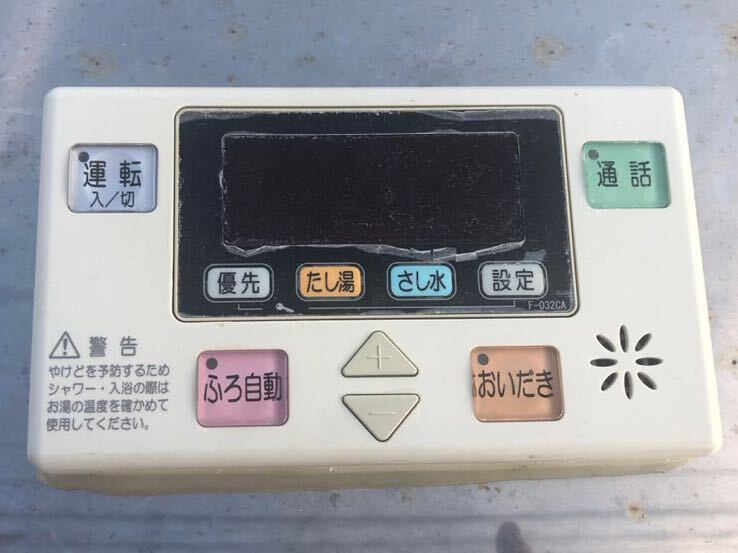 運転
入/切
通話
優先
たし湯
さし水
設定
F-032CA
⚠警告
やけどを予防するため
シャワー・入浴の際は
お湯の温度を確かめて
使用してください。
ふろ自動
+
−
おいだき